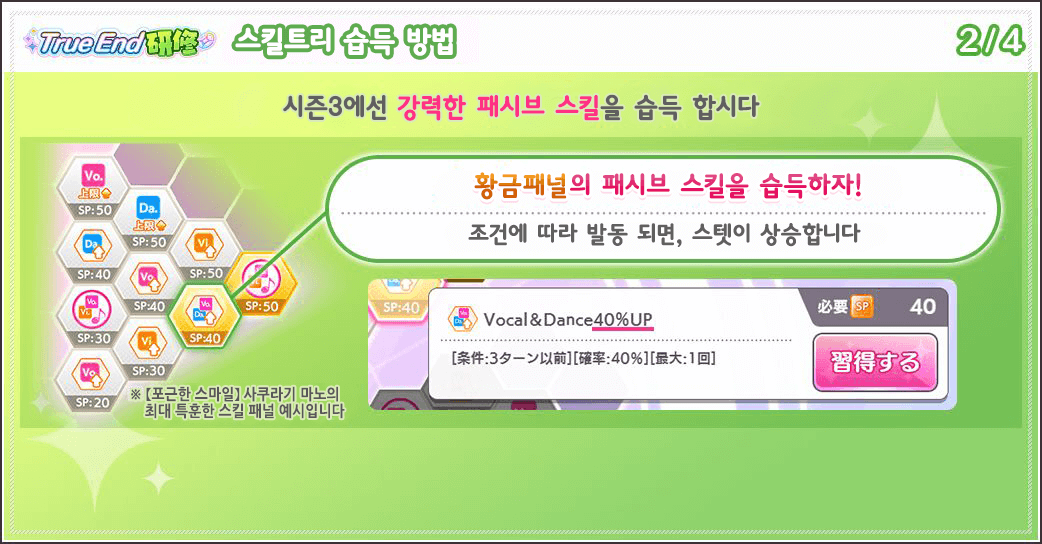 True End 研修 스킬트리 습득 방법 2/4
시즌3에선 강력한 패시브 스킬을 습득 합시다
황금패널의 패시브 스킬을 습득하자!
조건에 따라 발동 되면, 스텟이 상승합니다
Vo.
上限
SP:50
Da.
上限
SP:50
Da.
SP:40
Vi
SP:50
Vo.
SP:40
Vo.
Vi.
SP:50
Vo.
Vi.
SP:30
Vo.
Da.
SP:40
Vi
SP:30
Vo.
SP:20
※ [포근한 스마일] 사쿠라기 마노의
최대 특훈한 스킬 패널 예시입니다
SP:40
Vocal&Dance40%UP
必要 SP 40
[条件:3ターン以前][確率:40%][最大:1回]
習得する